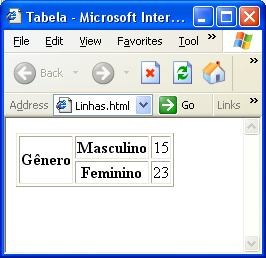 Tabela - Microsoft Inter...
File Edit View Favorites Tool »
Back »
Address Linhas.html Go Links »
Gênero Masculino 15
Feminino 23